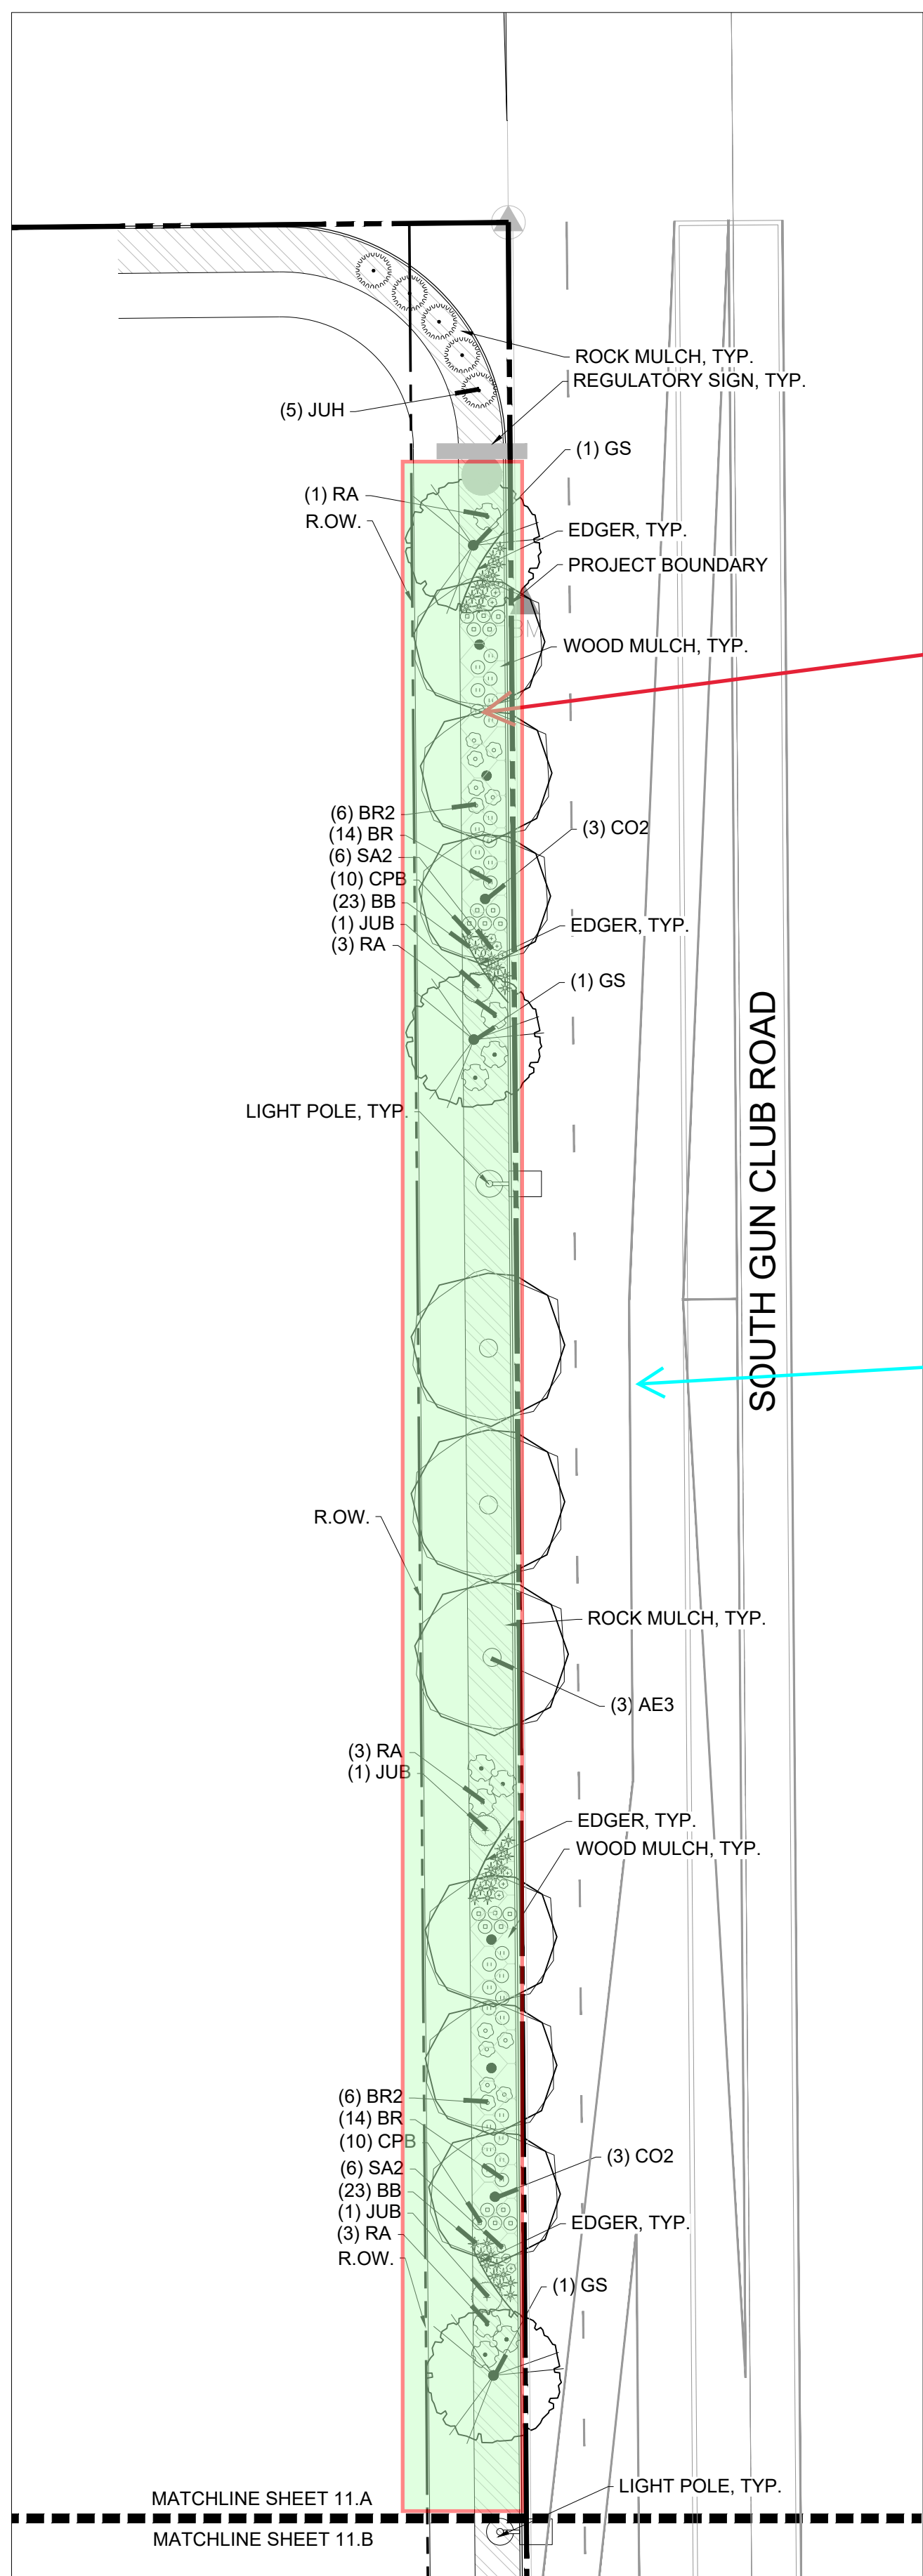 ROCK MULCH, TYP.
REGULATORY SIGN, TYP.
(5) JUH
(1) GS
(1) RA
R.OW.
EDGER, TYP.
PROJECT BOUNDARY
BM
WOOD MULCH, TYP.
(6) BR2
(14) BR
(3) CO2
(6) SA2
(10) CPB
(23) BB
(1) JUB
(3) RA
EDGER, TYP.
(1) GS
SOUTH GUN CLUB ROAD
LIGHT POLE, TYP.
R.OW.
ROCK MULCH, TYP.
(3) AE3
(3) RA
(1) JUB
EDGER, TYP.
WOOD MULCH, TYP.
(6) BR2
(14) BR
(10) CPB
(3) CO2
(6) SA2
(23) BB
(1) JUB
(3) RA
EDGER, TYP.
R.OW.
(1) GS
LIGHT POLE, TYP.
MATCHLINE SHEET 11.A
MATCHLINE SHEET 11.B